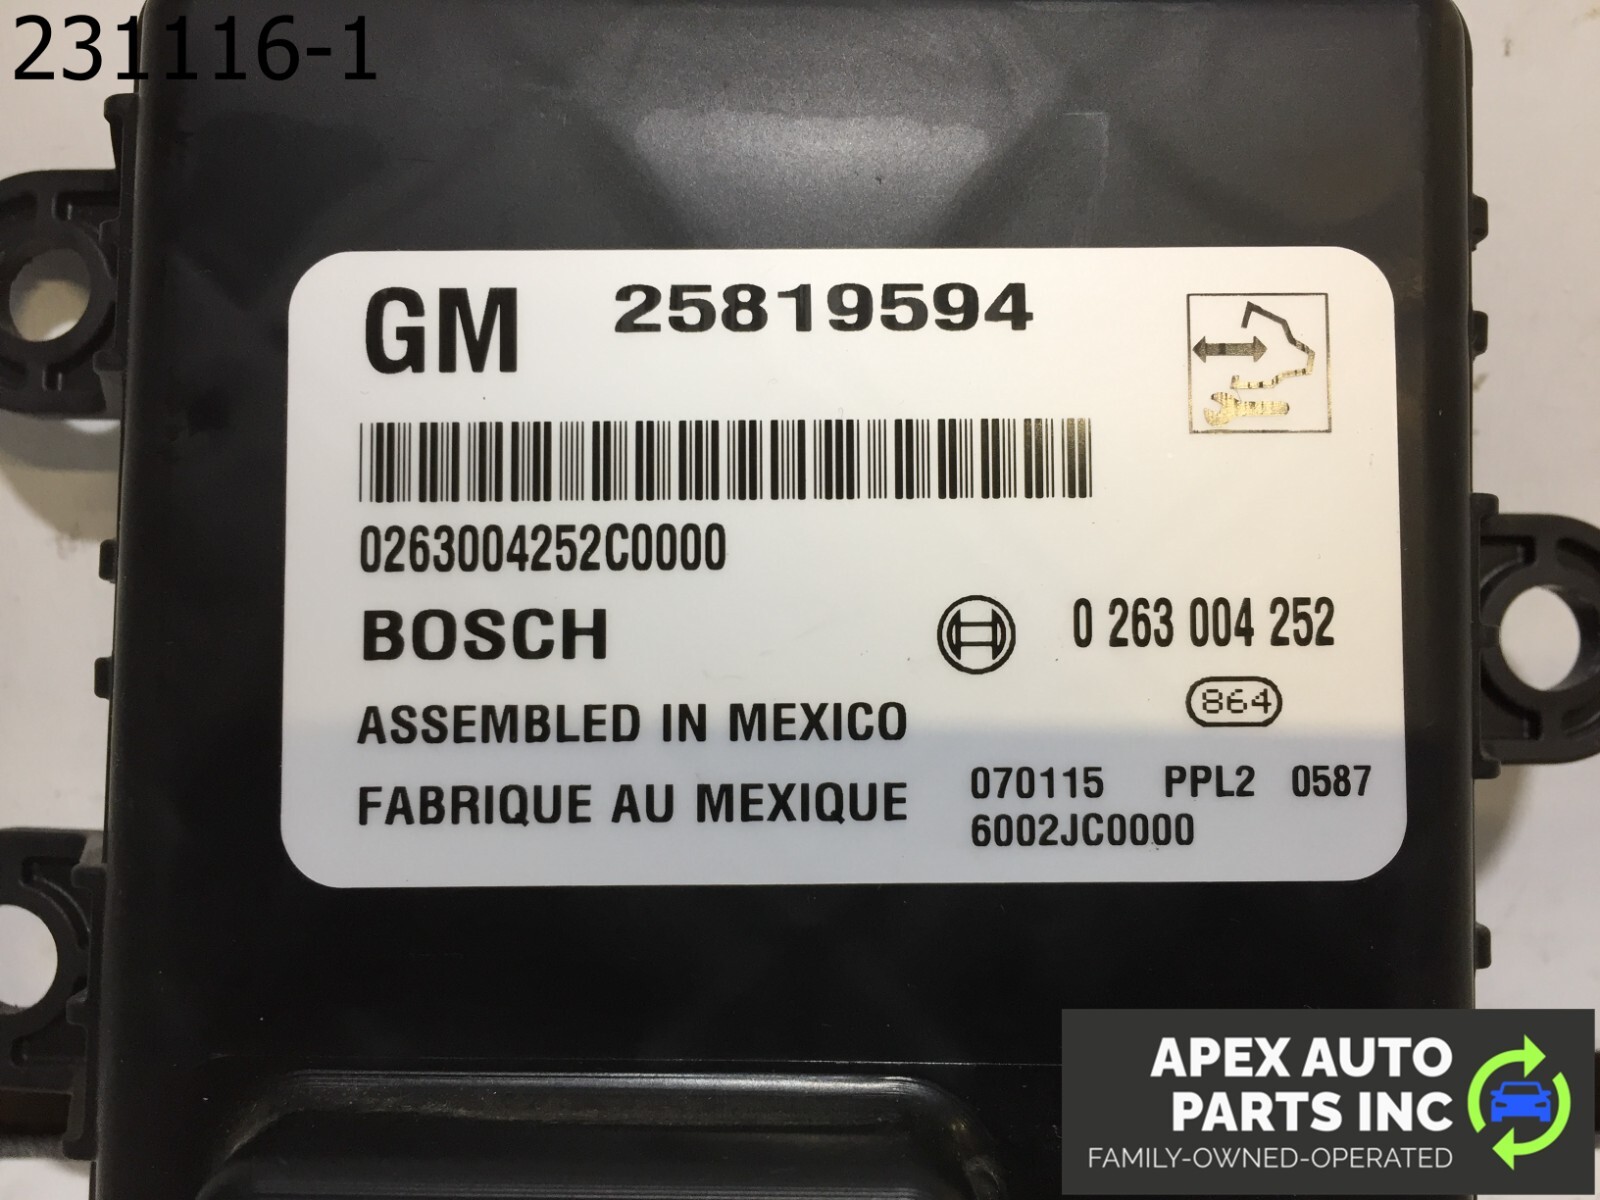 231116-1
GM 25819594
0263004252C0000
BOSCH 0 263 004 252
864
ASSEMBLED IN MEXICO
FABRIQUE AU MEXIQUE
070115 PPL2 0587
6002JC0000
APEX AUTO
PARTS INC
FAMILY-OWNED-OPERATED